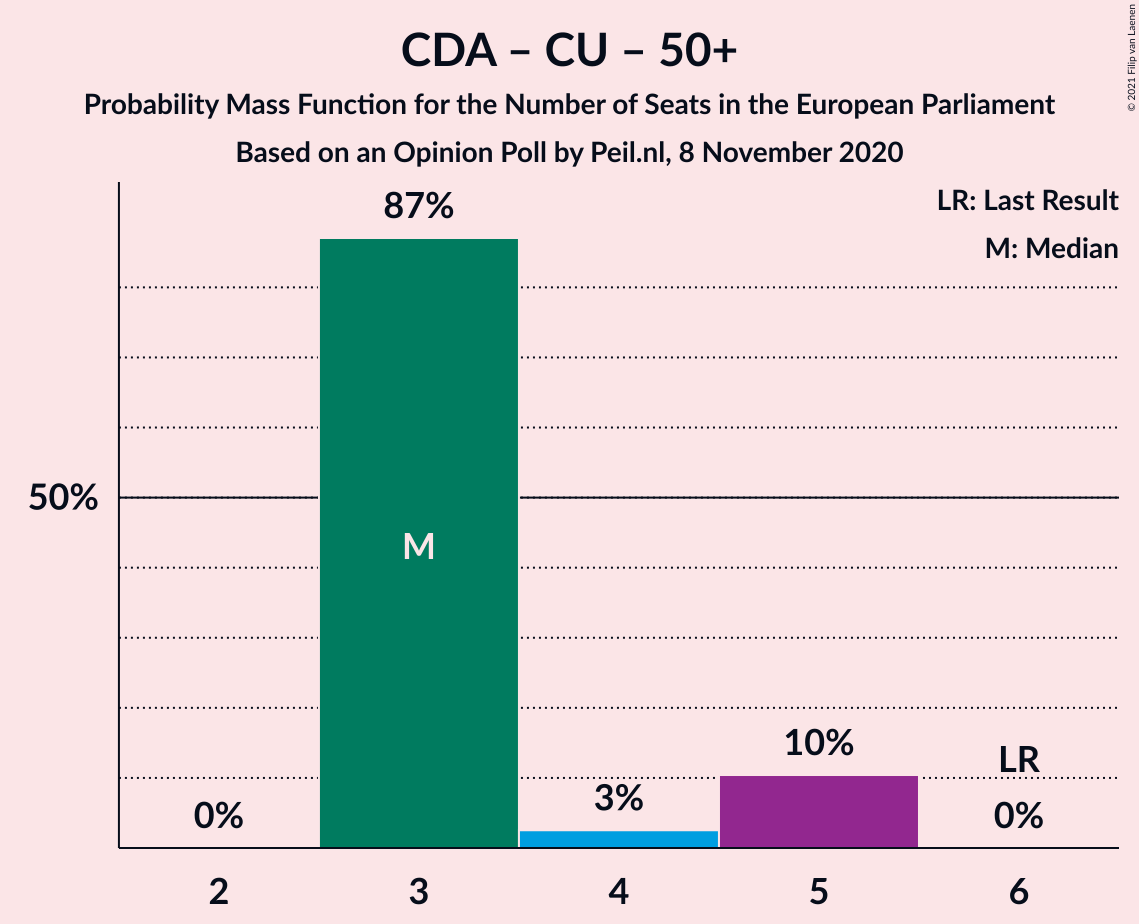 CDA – CU – 50+
Probability Mass Function for the Number of Seats in the European Parliament
Based on an Opinion Poll by Peil.nl, 8 November 2020
© 2021 Filip van Laenen
LR: Last Result
M: Median
87%
50%
M
10%
LR
3%
0%
0%
2
3
4
5
6